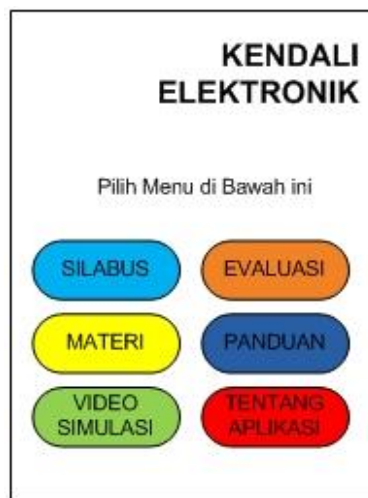 KENDALI
ELEKTRONIK
Pilih Menu di Bawah ini
SILABUS
EVALUASI
MATERI
PANDUAN
VIDEO
SIMULASI
TENTANG
APLIKASI